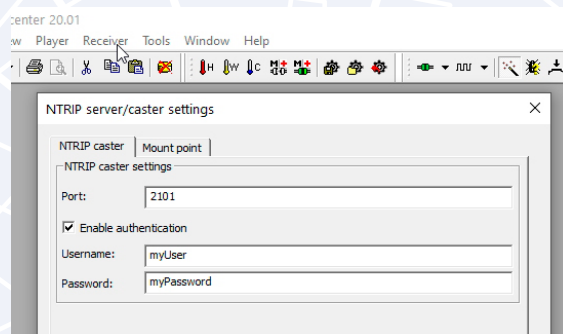 center 20.01
ew Player Receiver Tools Window Help
H W C
NTRIP server/caster settings
NTRIP caster Mount point
NTRIP caster settings
Port: 2101
Enable authentication
Username: myUser
Password: myPassword